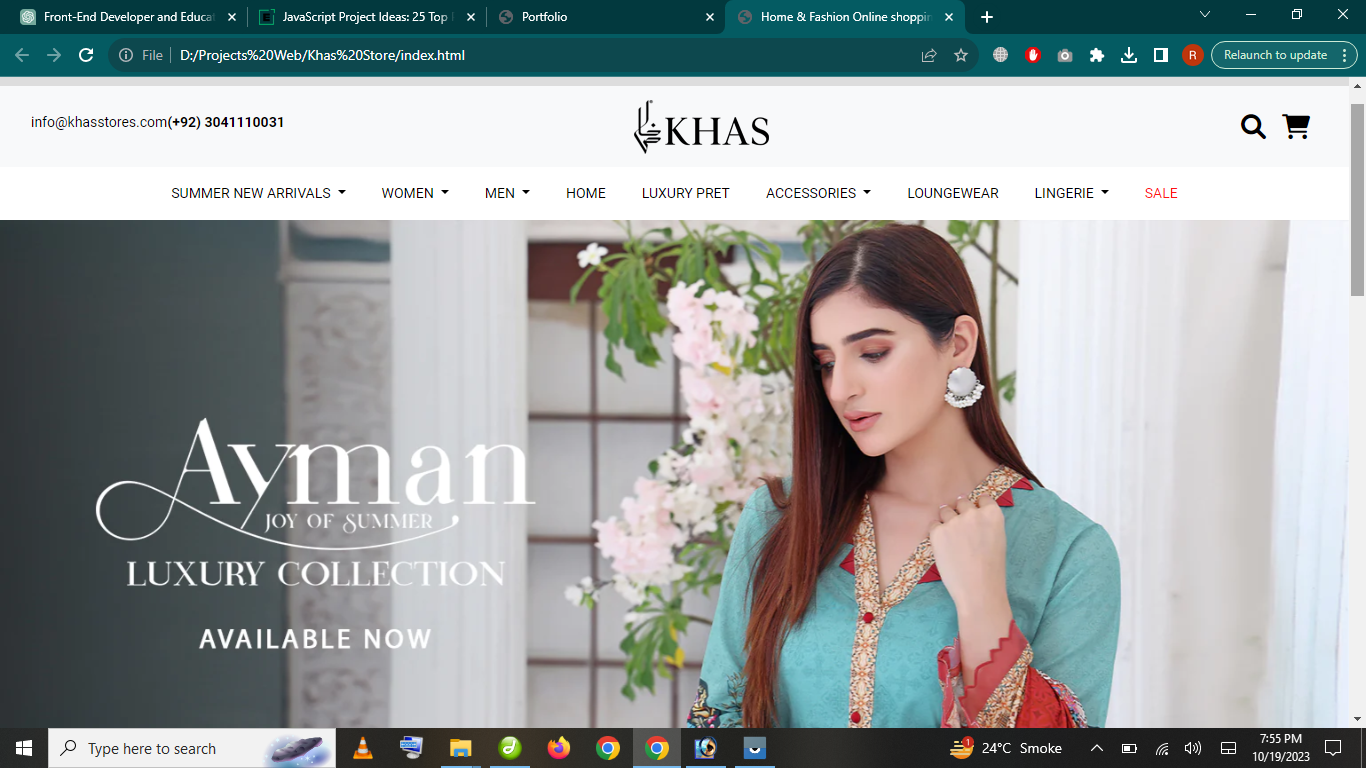 Front-End Developer and Educat
JavaScript Project Ideas: 25 Top
Portfolio
Home & Fashion Online shoppin
File
D:/Projects%20Web/Khas%20Store/index.html
R
Relaunch to update
info@khasstores.com(+92) 3041110031
KHAS
SUMMER NEW ARRIVALS
WOMEN
MEN
HOME
LUXURY PRET
ACCESSORIES
LOUNGEWEAR
LINGERIE
SALE
Ayman
JOY OF SUMMER
LUXURY COLLECTION
AVAILABLE NOW
Type here to search
1
24°C Smoke
7:55 PM
10/19/2023